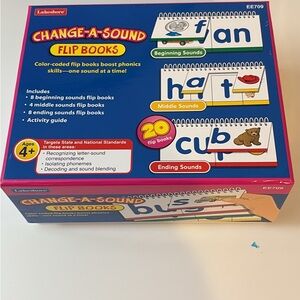 Lakeshore
EE709
CHANGE-A-SOUND
FLIP BOOKS
Color-coded flip books boost phonics
skills—one sound at a time!
Includes
• 8 beginning sounds flip books
• 4 middle sounds flip books
• 8 ending sounds flip books
• Activity guide
Ages
4+
Targets State and National Standards
in these areas:
• Recognizing letter-sound
correspondence
• Isolating phonemes
• Decoding and sound blending
f an
Beginning Sounds
h a t
Middle Sounds
20
flip books
cu b
Ending Sounds
Lakeshore
EE709
CHANGE-A-SOUND
FLIP BOOKS